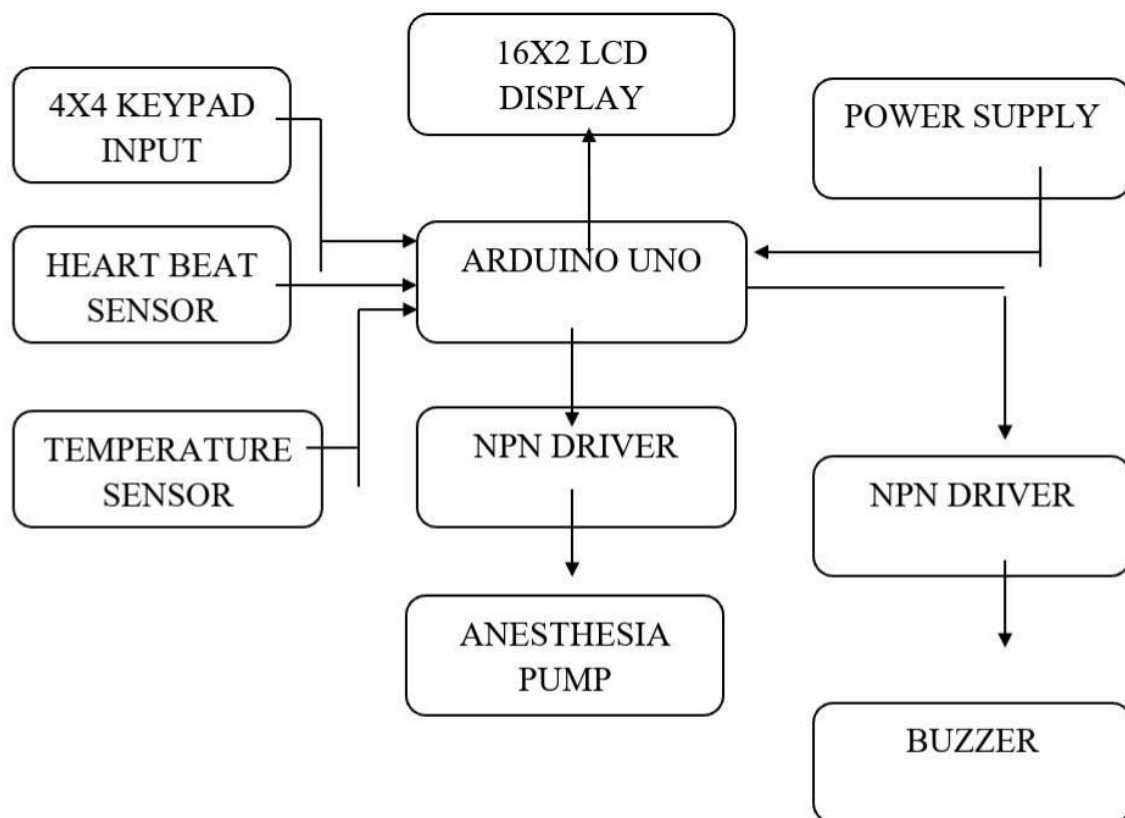 16X2 LCD
DISPLAY
4X4 KEYPAD
INPUT
POWER SUPPLY
HEART BEAT
SENSOR
ARDUINO UNO
TEMPERATURE
SENSOR
NPN DRIVER
NPN DRIVER
ANESTHESIA
PUMP
BUZZER